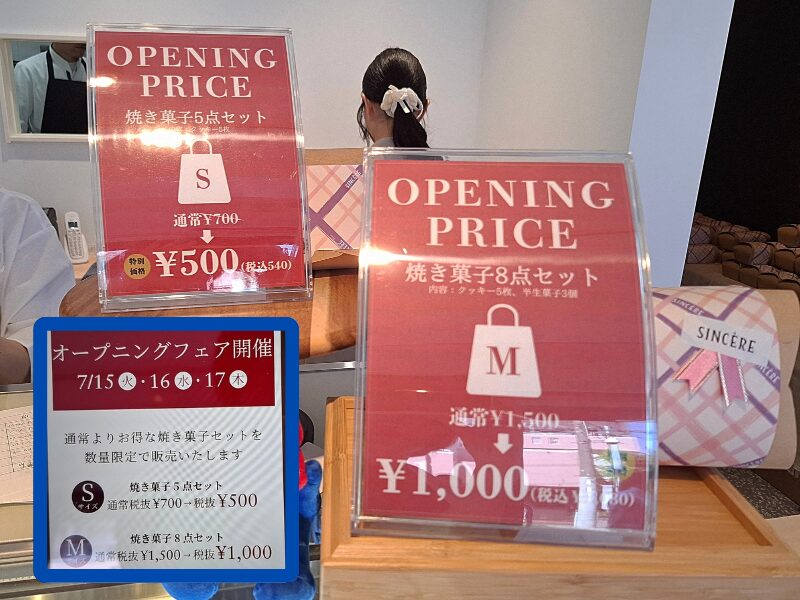 OPENING
PRICE
焼き菓子5点セット
S
通常¥700
特別
価格
¥500(税込540)
OPENING
PRICE
焼き菓子8点セット
内容：クッキー5枚、半生菓子3個
M
通常¥1,500
¥1,000(税込
SINCÈRE
SINCÈRE
オープニングフェア開催
7/15火・16水・17木
通常よりお得な焼き菓子セットを
数量限定で販売いたします
S
サイズ
焼き菓子5点セット
通常税抜¥700→税抜¥500
M
焼き菓子8点セット
通常税抜¥1,500→税抜¥1,000